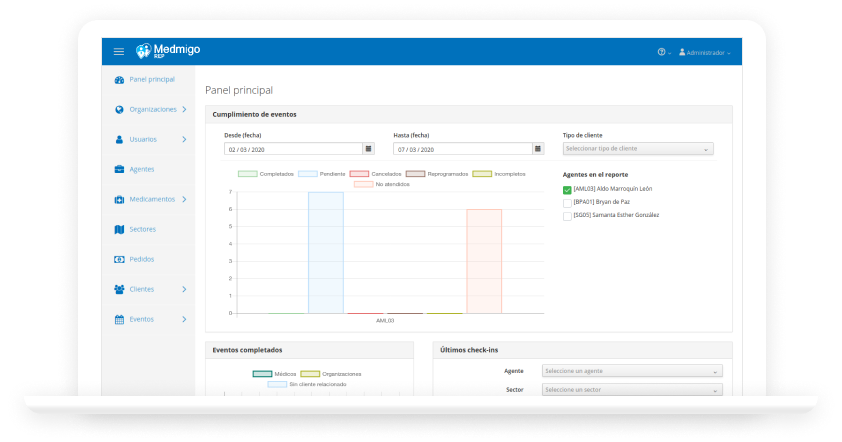 Medmigo
REP
Administrador
Panel principal
Organizaciones
Usuarios
Agentes
Medicamentos
Sectores
Pedidos
Clientes
Eventos
Panel principal
Cumplimiento de eventos
Desde (fecha)
02 / 03 / 2020
Hasta (fecha)
07 / 03 / 2020
Tipo de cliente
Seleccionar tipo de cliente
Completados Pendiente Cancelados Reprogramados Incompletos
No atendidos
7
6
5
4
3
2
1
0
AML03
Agentes en el reporte
[AML03] Aldo Marroquín León
[BPA01] Bryan de Paz
[SG05] Samanta Esther González
Eventos completados
Médicos Organizaciones
Sin cliente relacionado
Últimos check-ins
Agente Seleccione un agente
Sector Seleccione un sector